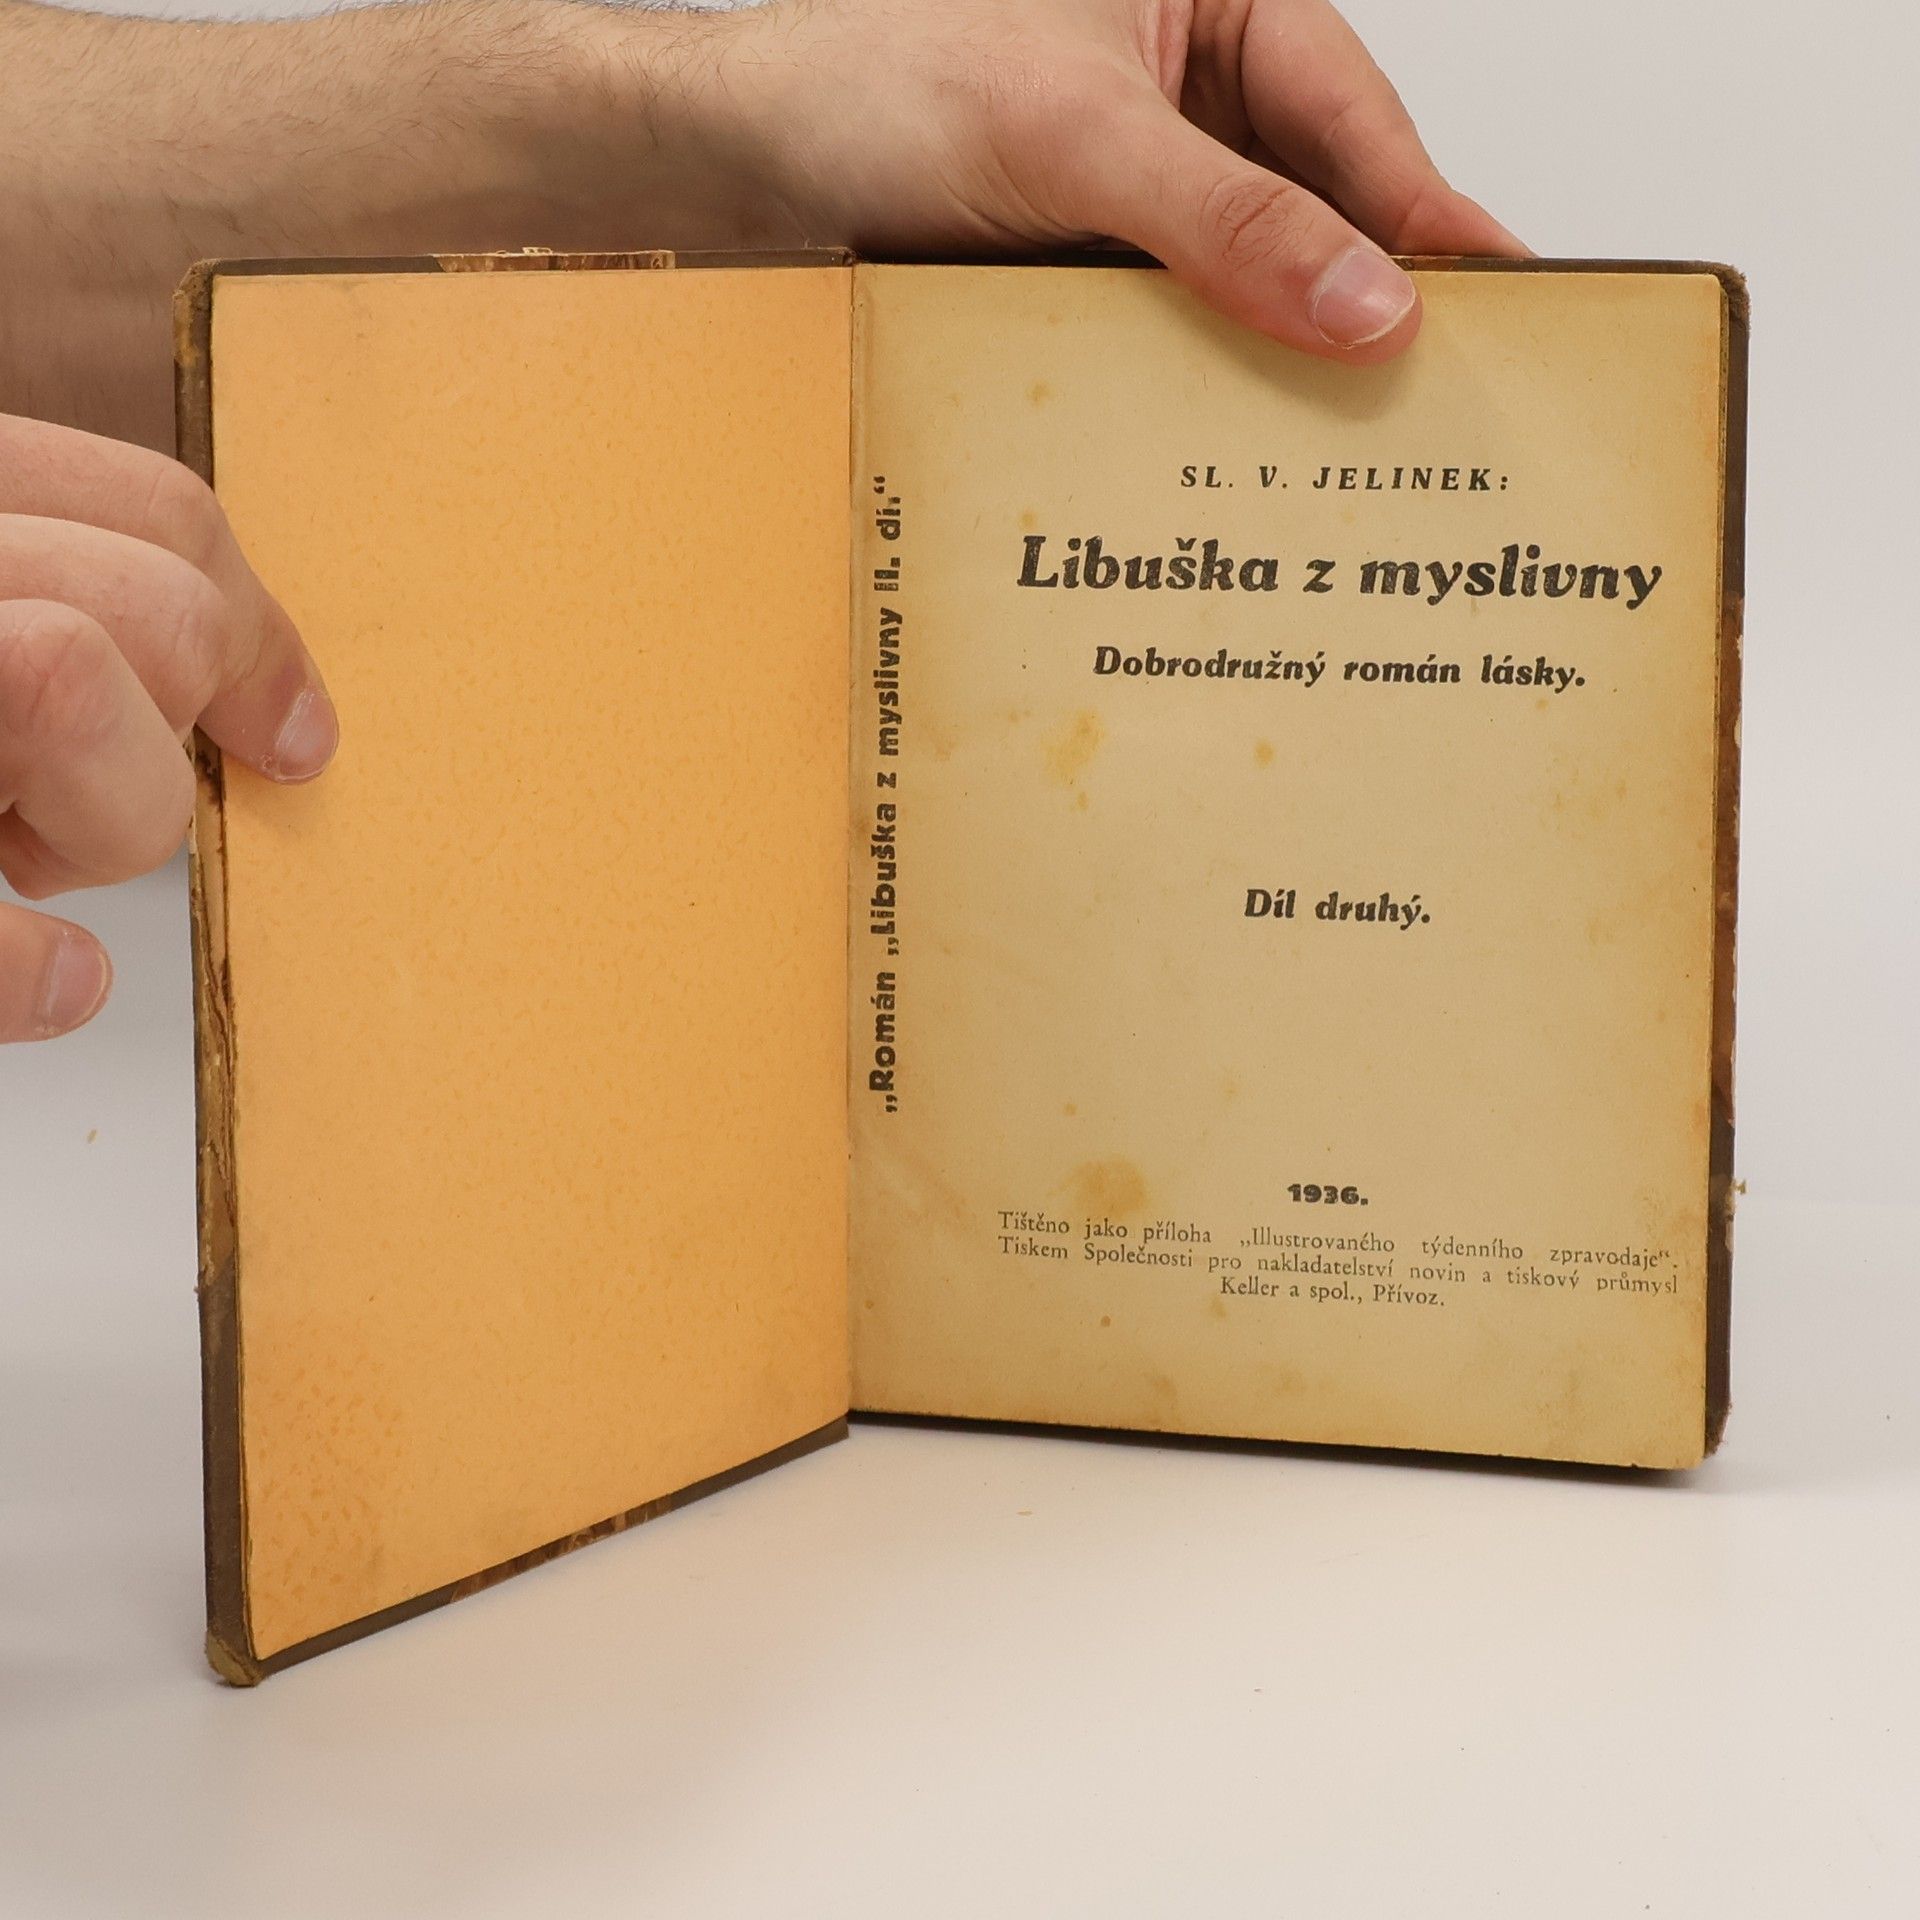 „Román „Libuška z myslivny II. dí.“
SL. V. JELINEK:
Libuška z myslivny
Dobrodružný román lásky.
Díl druhý.
1936.
Tištěno jako příloha „Illustrovaného týdenního zpravodaje“.
Tiskem Společnosti pro nakladatelství novin a tiskový průmysl
Keller a spol., Přívoz.